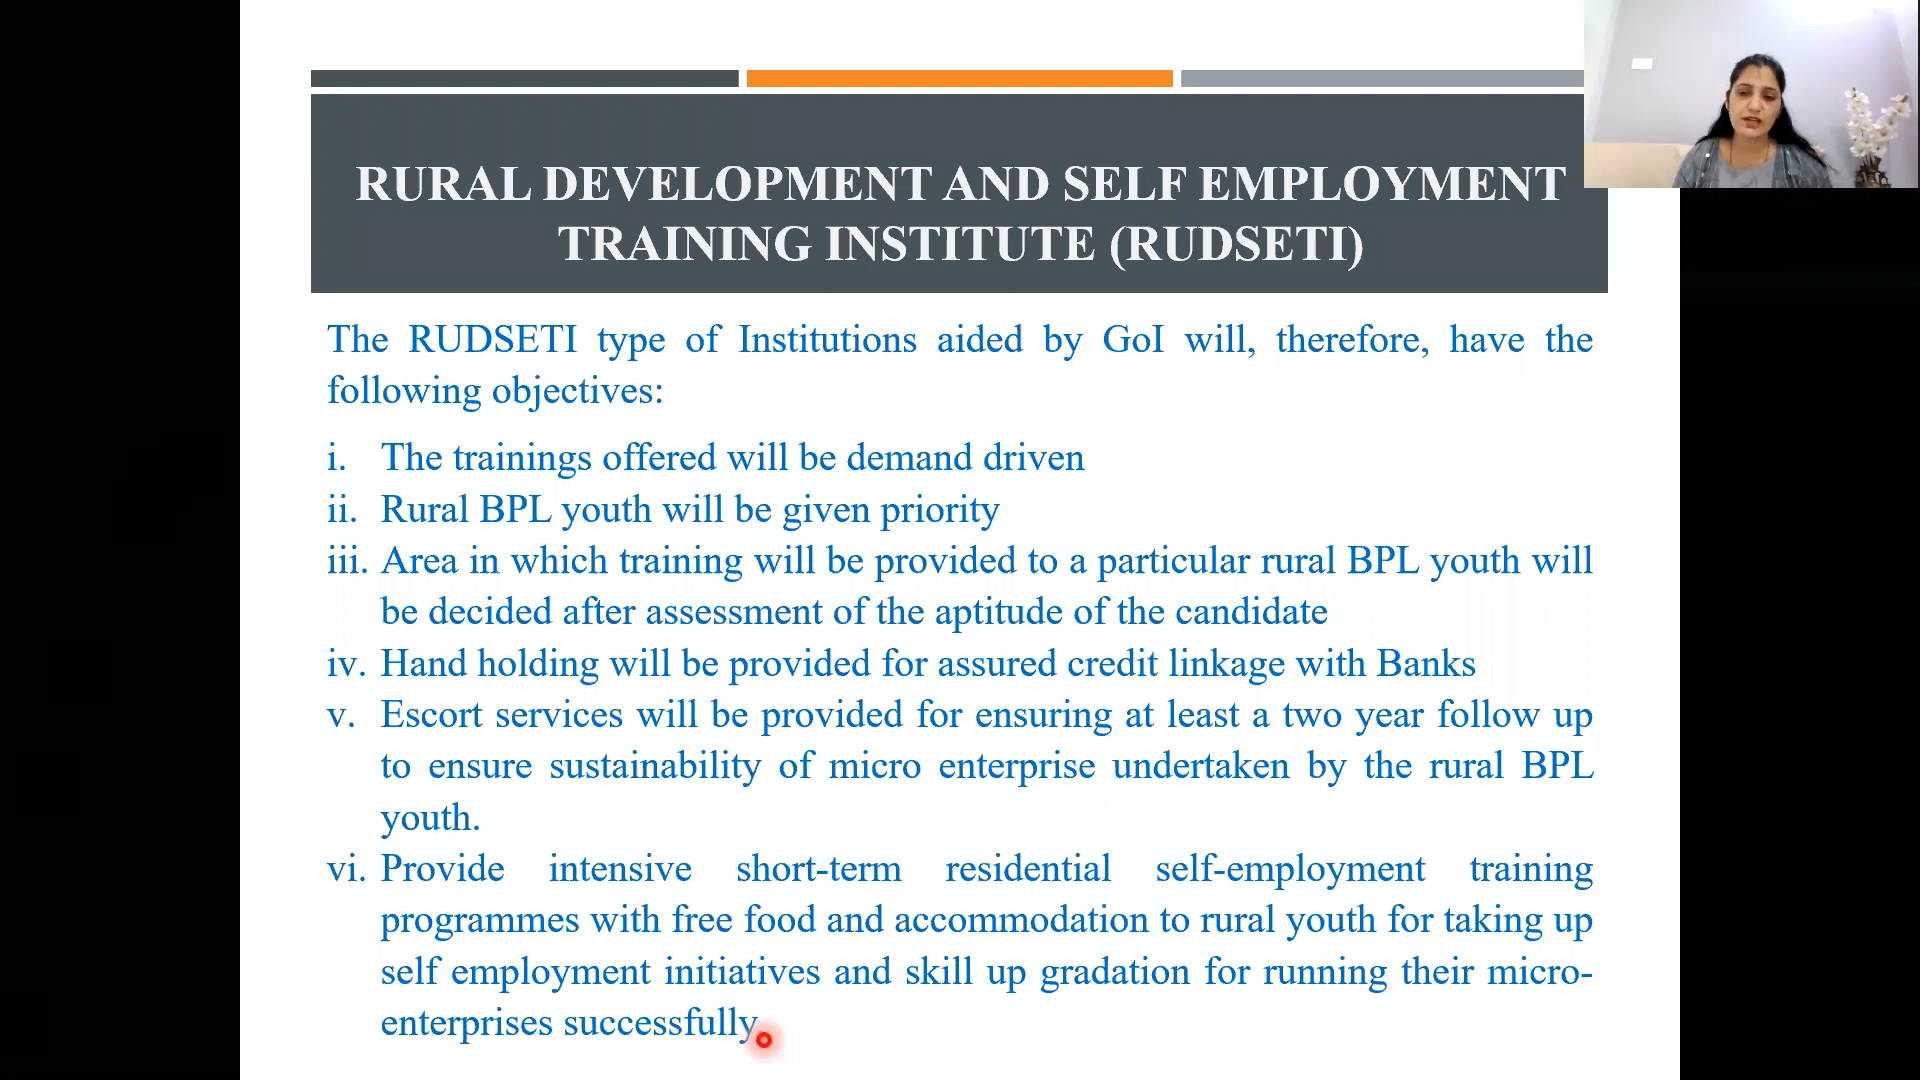 RURAL DEVELOPMENT AND SELF EMPLOYMENT
TRAINING INSTITUTE (RUDSETI)
The RUDSETI type of Institutions aided by GoI will, therefore, have the
following objectives:
i. The trainings offered will be demand driven
ii. Rural BPL youth will be given priority
iii. Area in which training will be provided to a particular rural BPL youth will
be decided after assessment of the aptitude of the candidate
iv. Hand holding will be provided for assured credit linkage with Banks
v. Escort services will be provided for ensuring at least a two year follow up
to ensure sustainability of micro enterprise undertaken by the rural BPL
youth.
vi. Provide intensive short-term residential self-employment training
programmes with free food and accommodation to rural youth for taking up
self employment initiatives and skill up gradation for running their micro-
enterprises successfully.